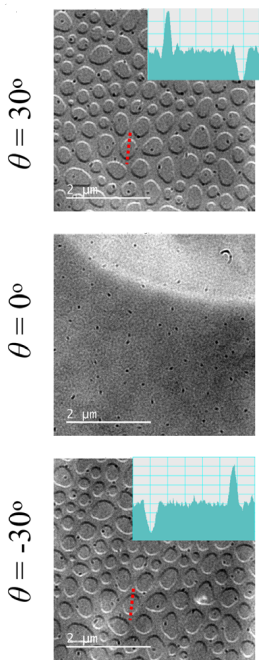 θ = 30°
2 μm
θ = 0°
2 μm
θ = -30°
2 μm